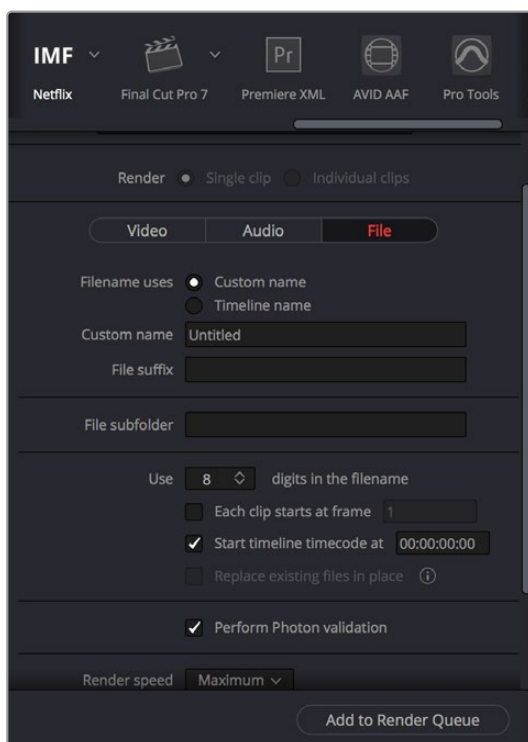 IMF Pr
Netflix Final Cut Pro 7 Premiere XML AVID AAF Pro Tools
Render Single clip Individual clips
Video Audio File
Filename uses Custom name
Timeline name
Custom name Untitled
File suffix
File subfolder
Use 8 digits in the filename
Each clip starts at frame 1
Start timeline timecode at 00:00:00:00
Replace existing files in place i
Perform Photon validation
Render speed Maximum
Add to Render Queue